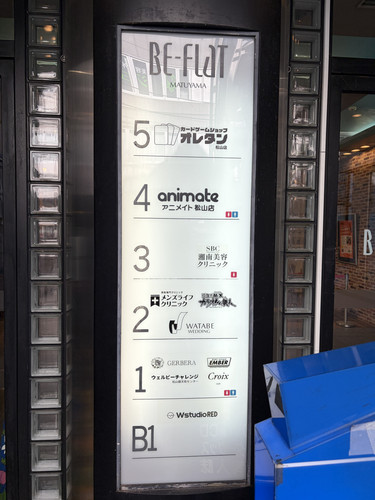 BE-FLAT
MATUYAMA
5
カードゲームショップ
オレタン
松山店
4
animate
アニメイト 松山店
3
SBC
湘南美容
クリニック
2
メンズライフ
クリニック
WATABE
WEDDING
1
GERBERA
EMBER
ウェルビーチャレンジ
Croix
B1
WstudioRED
B